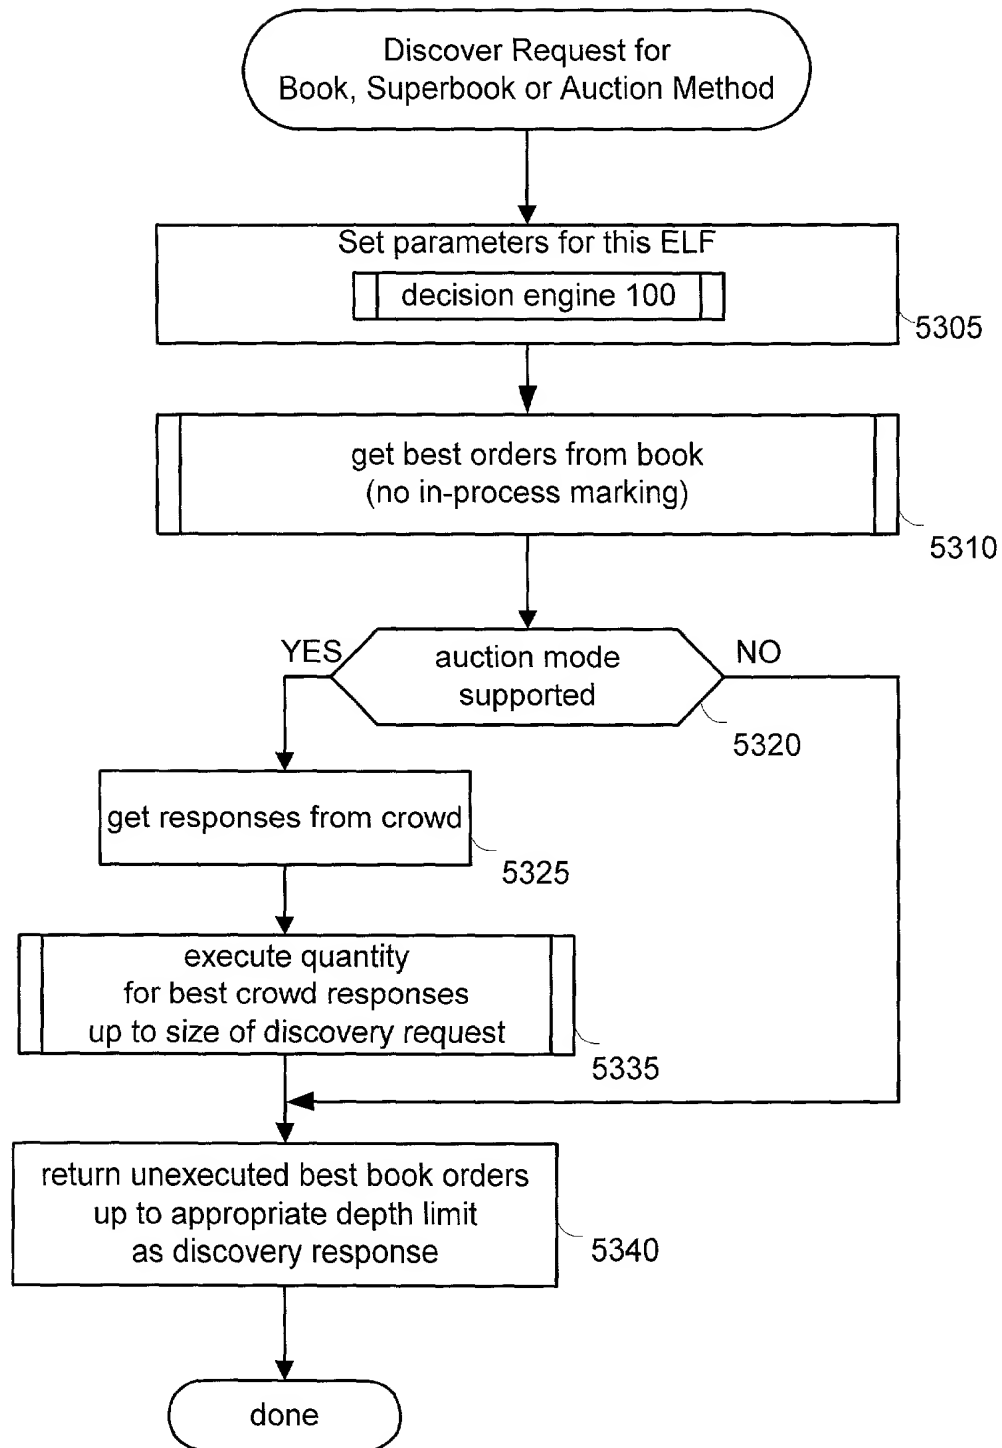 Discover Request for
Book, Superbook or Auction Method
Set parameters for this ELF
decision engine 100
5305
get best orders from book
(no in-process marking)
5310
YES
auction mode
supported
NO
5320
get responses from crowd
5325
execute quantity
for best crowd responses
up to size of discovery request
5335
return unexecuted best book orders
up to appropriate depth limit
as discovery response
5340
done